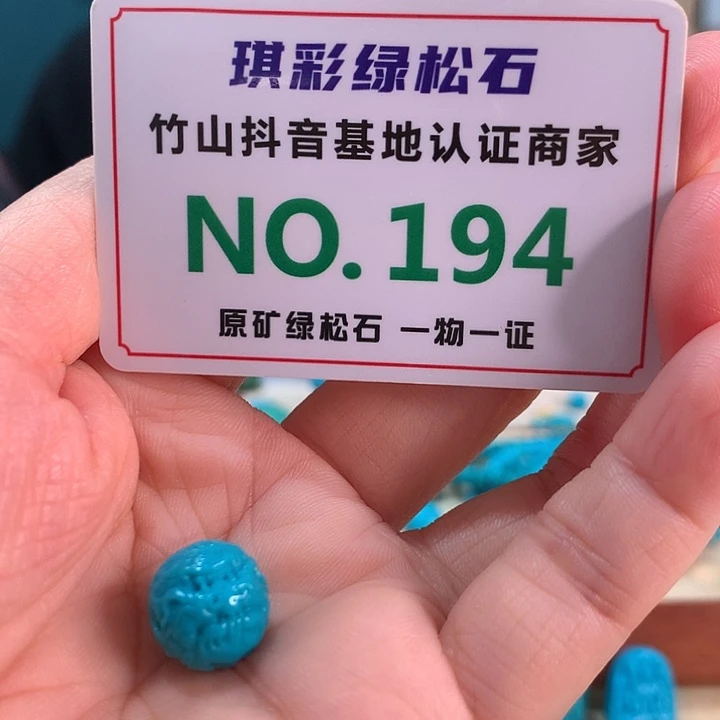 琪彩绿松石
竹山抖音基地认证商家
NO.194
原矿绿松石 一物一证